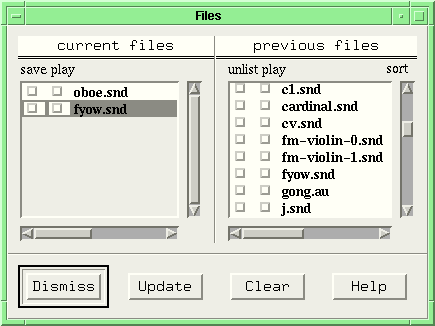 Files
current files
save play
oboe.snd
fyow.snd
previous files
unlist play sort
c1.snd
cardinal.snd
cv.snd
fm-violin-0.snd
fm-violin-1.snd
fyow.snd
gong.au
j.snd
Dismiss Update Clear Help